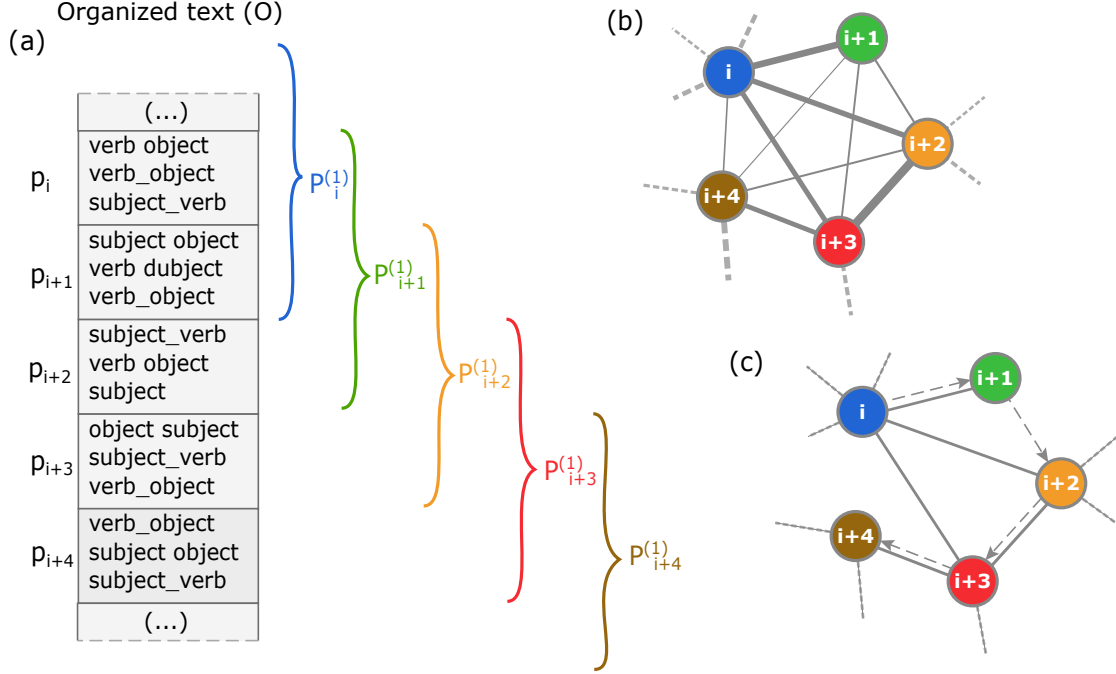 Organized text (O)
(a)
(...)
p_i
verb object
verb_object
subject_verb
p_{i+1}
subject object
verb dubject
verb_object
p_{i+2}
subject_verb
verb object
subject
p_{i+3}
object subject
subject_verb
verb_object
p_{i+4}
verb_object
subject object
subject_verb
(...)
P_i^{(1)}
P_{i+1}^{(1)}
P_{i+2}^{(1)}
P_{i+3}^{(1)}
P_{i+4}^{(1)}
(b)
i
i+1
i+2
i+4
i+3
(c)
i
i+1
i+2
i+4
i+3